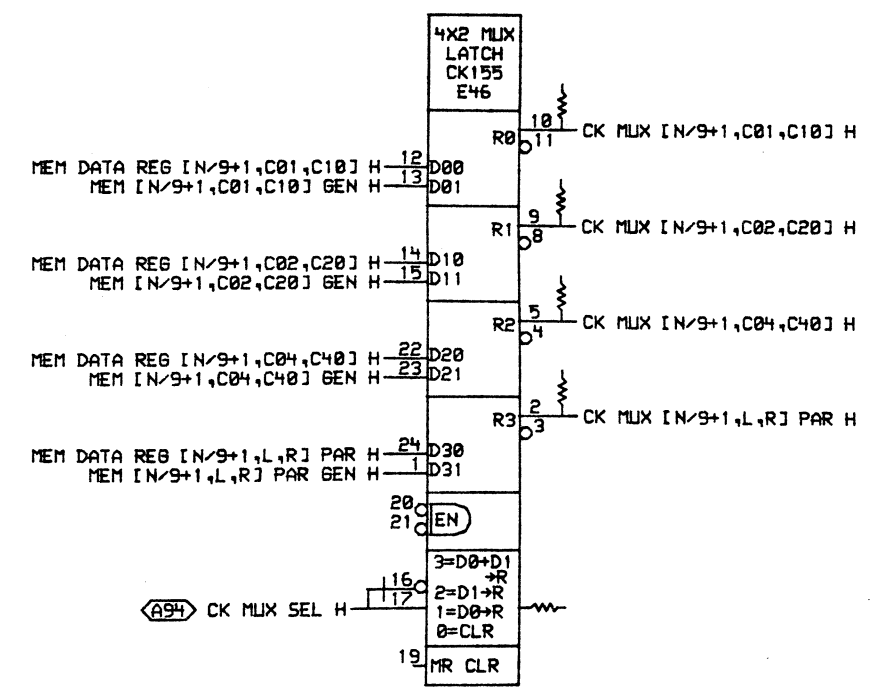 4X2 MUX
LATCH
CK155
E46
R0 10 CK MUX [N/9+1,C01,C10] H
11
MEM DATA REG [N/9+1,C01,C10] H 12 D00
MEM [N/9+1,C01,C10] GEN H 13 D01
R1 9 CK MUX [N/9+1,C02,C20] H
8
MEM DATA REG [N/9+1,C02,C20] H 14 D10
MEM [N/9+1,C02,C20] GEN H 15 D11
R2 5 CK MUX [N/9+1,C04,C40] H
4
MEM DATA REG [N/9+1,C04,C40] H 22 D20
MEM [N/9+1,C04,C40] GEN H 23 D21
R3 2 CK MUX [N/9+1,L,R] PAR H
3
MEM DATA REG [N/9+1,L,R] PAR H 24 D30
MEM [N/9+1,L,R] PAR GEN H 1 D31
20
21 EN
3=D0+D1
→R
16 2=D1→R
17
A94 CK MUX SEL H 1=D0→R
0=CLR
19 MR CLR